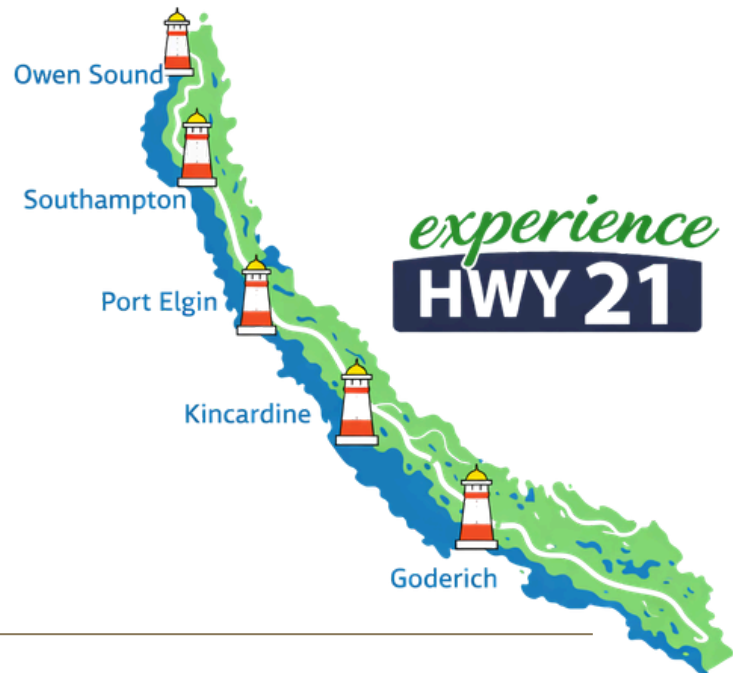 Owen Sound
Southampton
experience
HWY 21
Port Elgin
Kincardine
Goderich